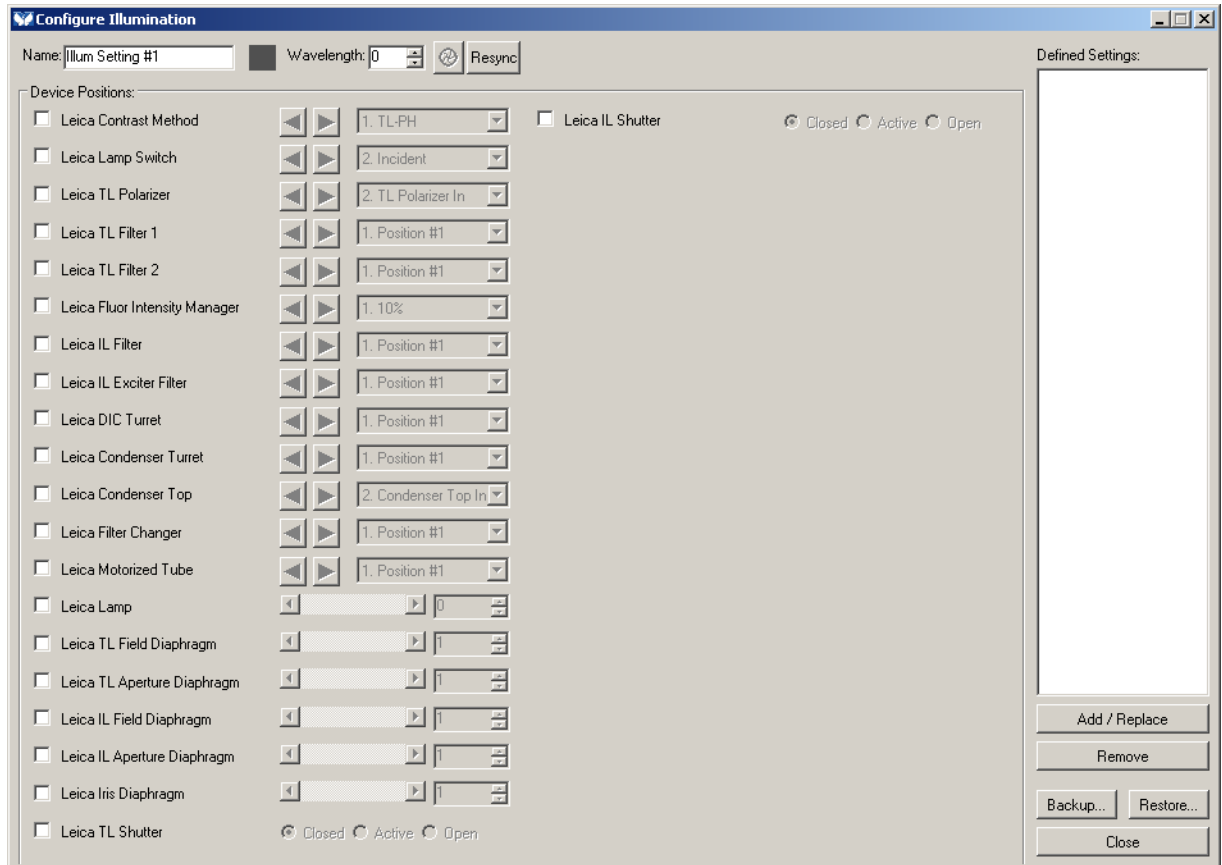 Configure Illumination
Name: Illum Setting #1 Wavelength: 0 Resync Defined Settings:
Device Positions:
Leica Contrast Method 1. TL-PH Leica IL Shutter Closed Active Open
Leica Lamp Switch 2. Incident
Leica TL Polarizer 2. TL Polarizer In
Leica TL Filter 1 1. Position #1
Leica TL Filter 2 1. Position #1
Leica Fluor Intensity Manager 1. 10%
Leica IL Filter 1. Position #1
Leica IL Exciter Filter 1. Position #1
Leica DIC Turret 1. Position #1
Leica Condenser Turret 1. Position #1
Leica Condenser Top 2. Condenser Top In
Leica Filter Changer 1. Position #1
Leica Motorized Tube 1. Position #1
Leica Lamp 0
Leica TL Field Diaphragm 1
Leica TL Aperture Diaphragm 1
Leica IL Field Diaphragm 1 Add / Replace
Leica IL Aperture Diaphragm 1 Remove
Leica Iris Diaphragm 1 Backup... Restore...
Leica TL Shutter Closed Active Open Close